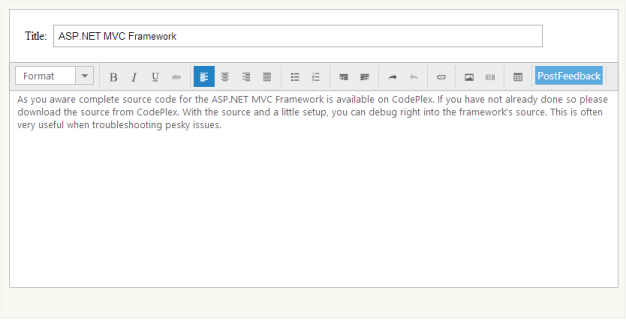 Title: ASP.NET MVC Framework
Format B I U abc PostFeedback
As you aware complete source code for the ASP.NET MVC Framework is available on CodePlex. If you have not already done so please
download the source from CodePlex. With the source and a little setup, you can debug right into the framework's source. This is often
very useful when troubleshooting pesky issues.